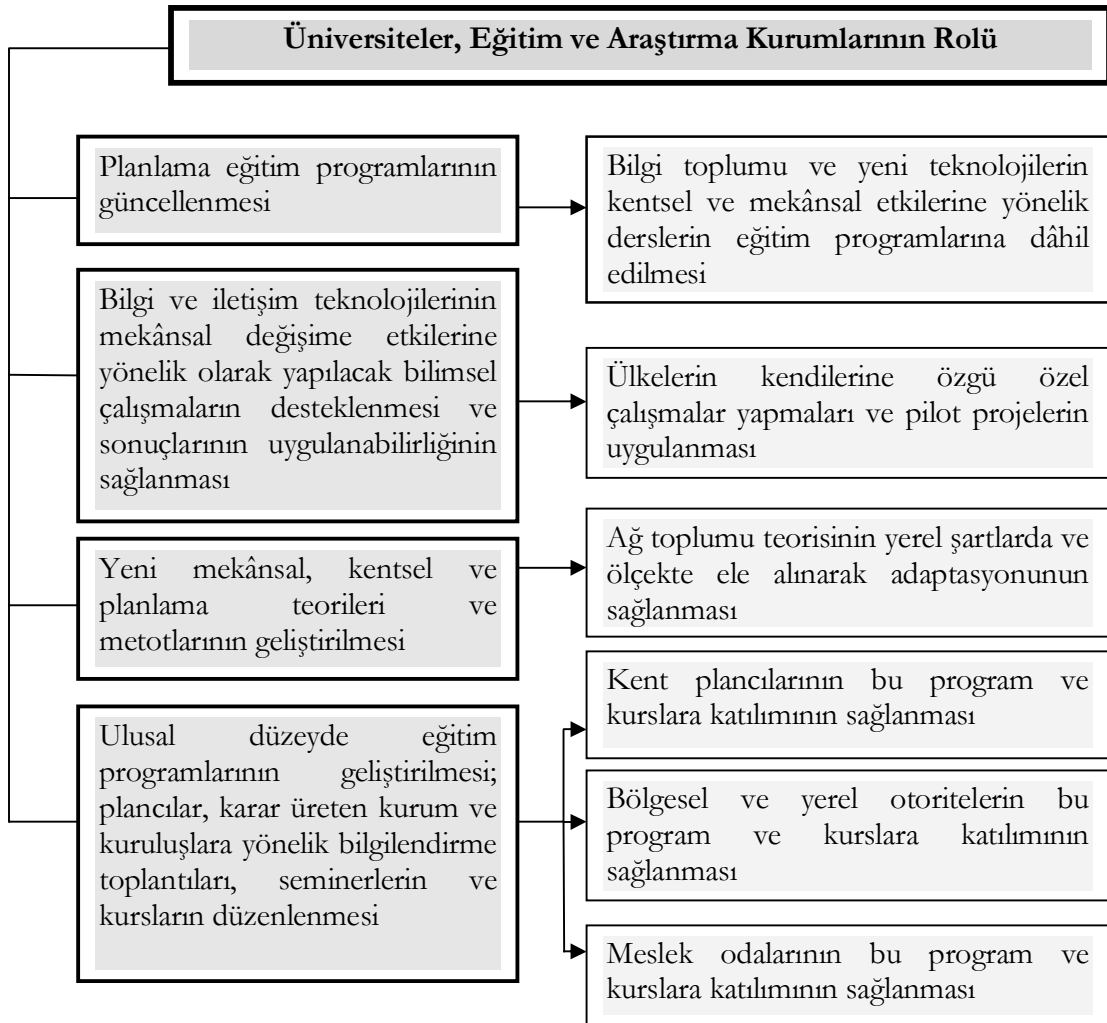 Üniversiteler, Eğitim ve Araştırma Kurumlarının Rolü
Planlama eğitim programlarının
güncellenmesi
Bilgi toplumu ve yeni teknolojilerin
kentsel ve mekânsal etkilerine yönelik
derslerin eğitim programlarına dâhil
edilmesi
Bilgi ve iletişim teknolojilerinin
mekânsal değişime etkilerine
yönelik olarak yapılacak bilimsel
çalışmaların desteklenmesi ve
sonuçlarının uygulanabilirliğinin
sağlanması
Ülkelerin kendilerine özgü özel
çalışmalar yapmaları ve pilot projelerin
uygulanması
Yeni mekânsal, kentsel ve
planlama teorileri ve
metotlarının geliştirilmesi
Ağ toplumu teorisinin yerel şartlarda ve
ölçekte ele alınarak adaptasyonunun
sağlanması
Ulusal düzeyde eğitim
programlarının geliştirilmesi;
plancılar, karar üreten kurum ve
kuruluşlara yönelik bilgilendirme
toplantıları, seminerlerin ve
kursların düzenlenmesi
Kent plancılarının bu program ve
kurslara katılımının sağlanması
Bölgesel ve yerel otoritelerin bu
program ve kurslara katılımının
sağlanması
Meslek odalarının bu program ve
kurslara katılımının sağlanması